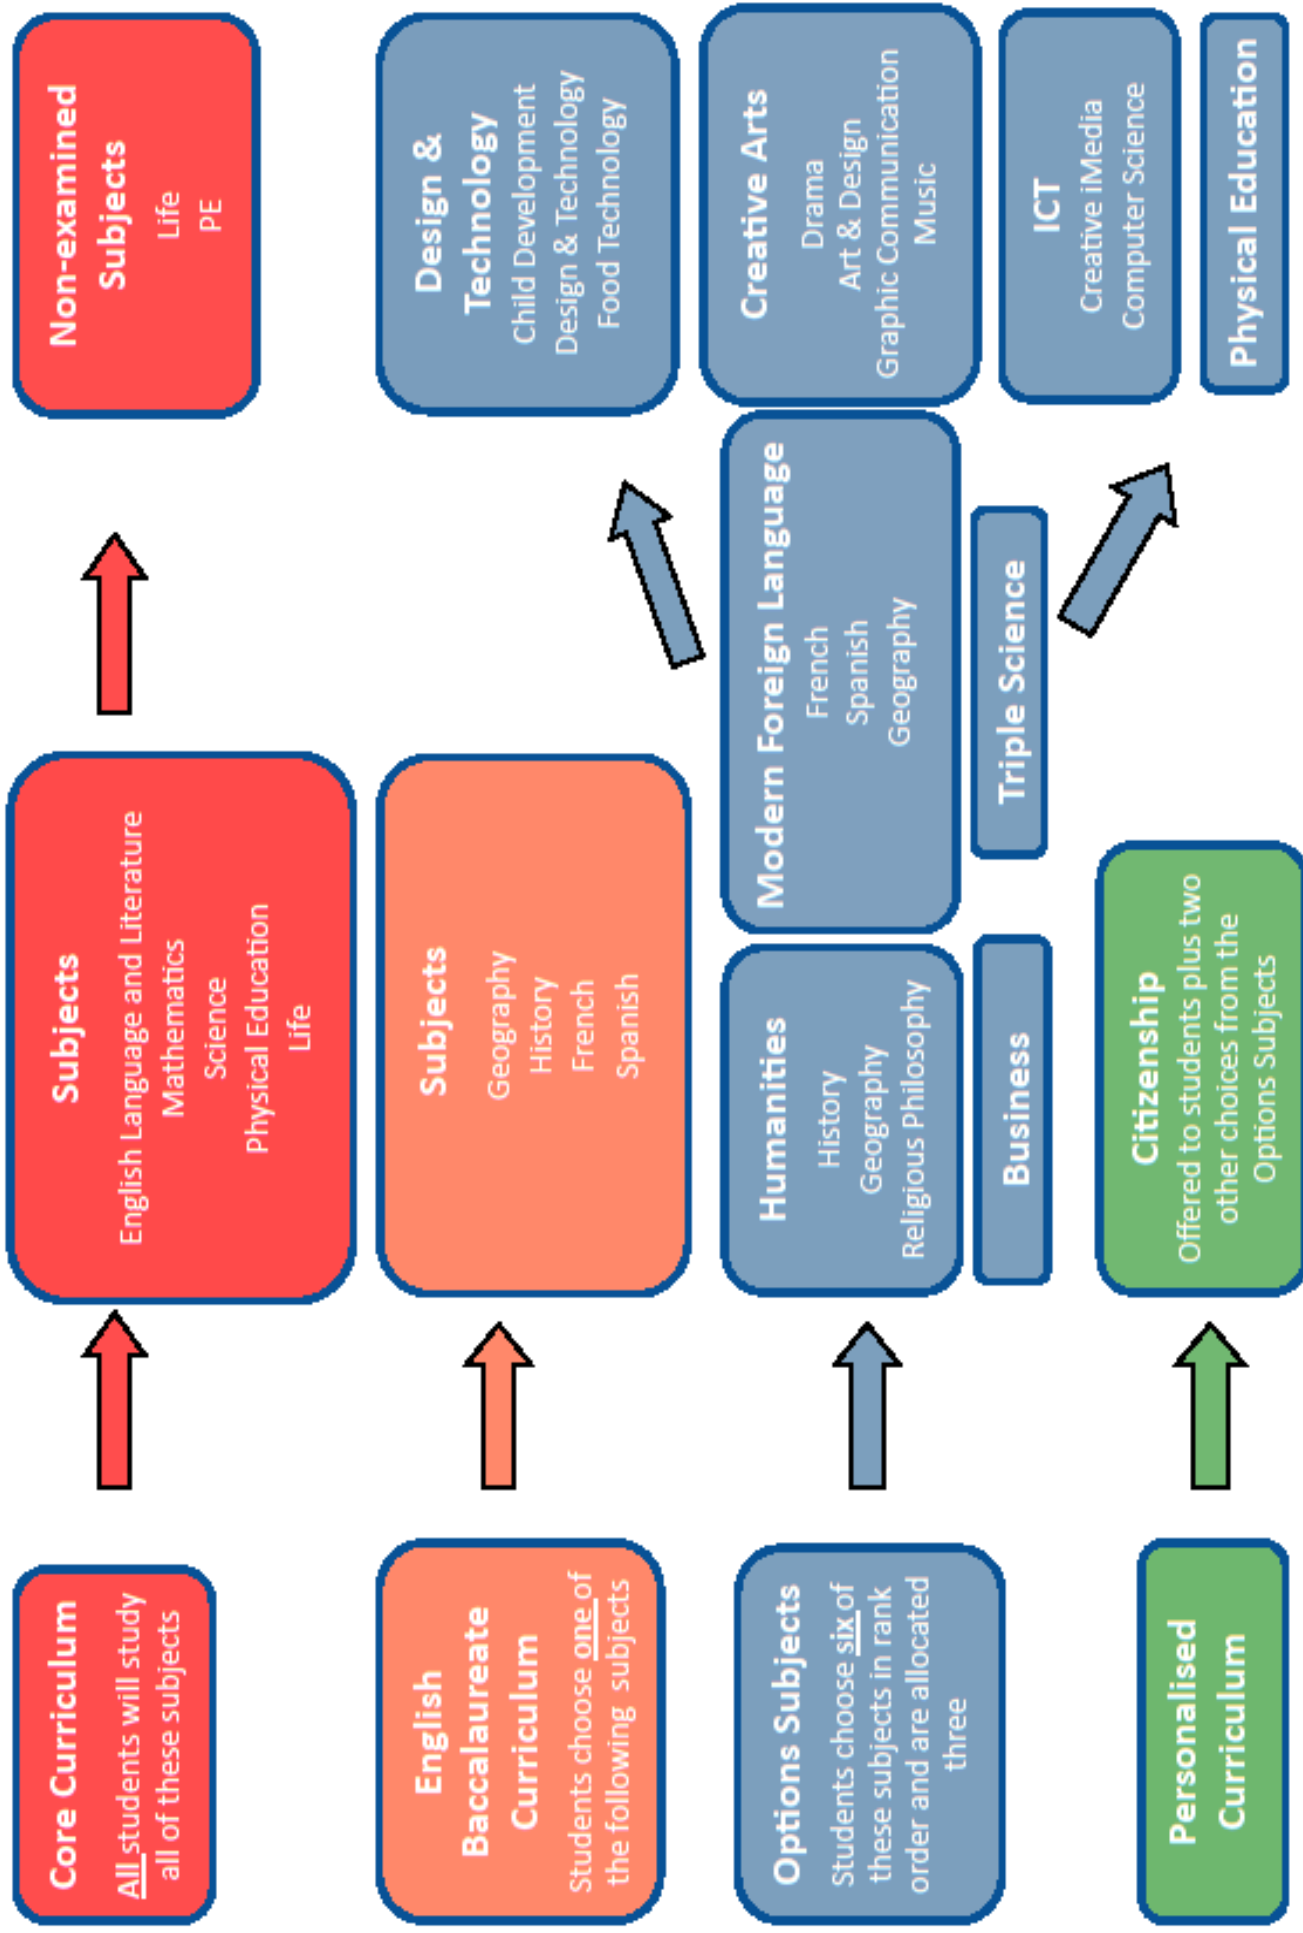 Core Curriculum
All students will study
all of these subjects
Subjects
English Language and Literature
Mathematics
Science
Physical Education
Life
Non-examined
Subjects
Life
PE
English
Baccalaureate
Curriculum
Students choose one of
the following subjects
Subjects
Geography
History
French
Spanish
Options Subjects
Students choose six of
these subjects in rank
order and are allocated
three
Humanities
History
Geography
Religious Philosophy
Business
Modern Foreign Language
French
Spanish
Geography
Triple Science
Design &
Technology
Child Development
Design & Technology
Food Technology
Creative Arts
Drama
Art & Design
Graphic Communication
Music
ICT
Creative iMedia
Computer Science
Physical Education
Personalised
Curriculum
Citizenship
Offered to students plus two
other choices from the
Options Subjects